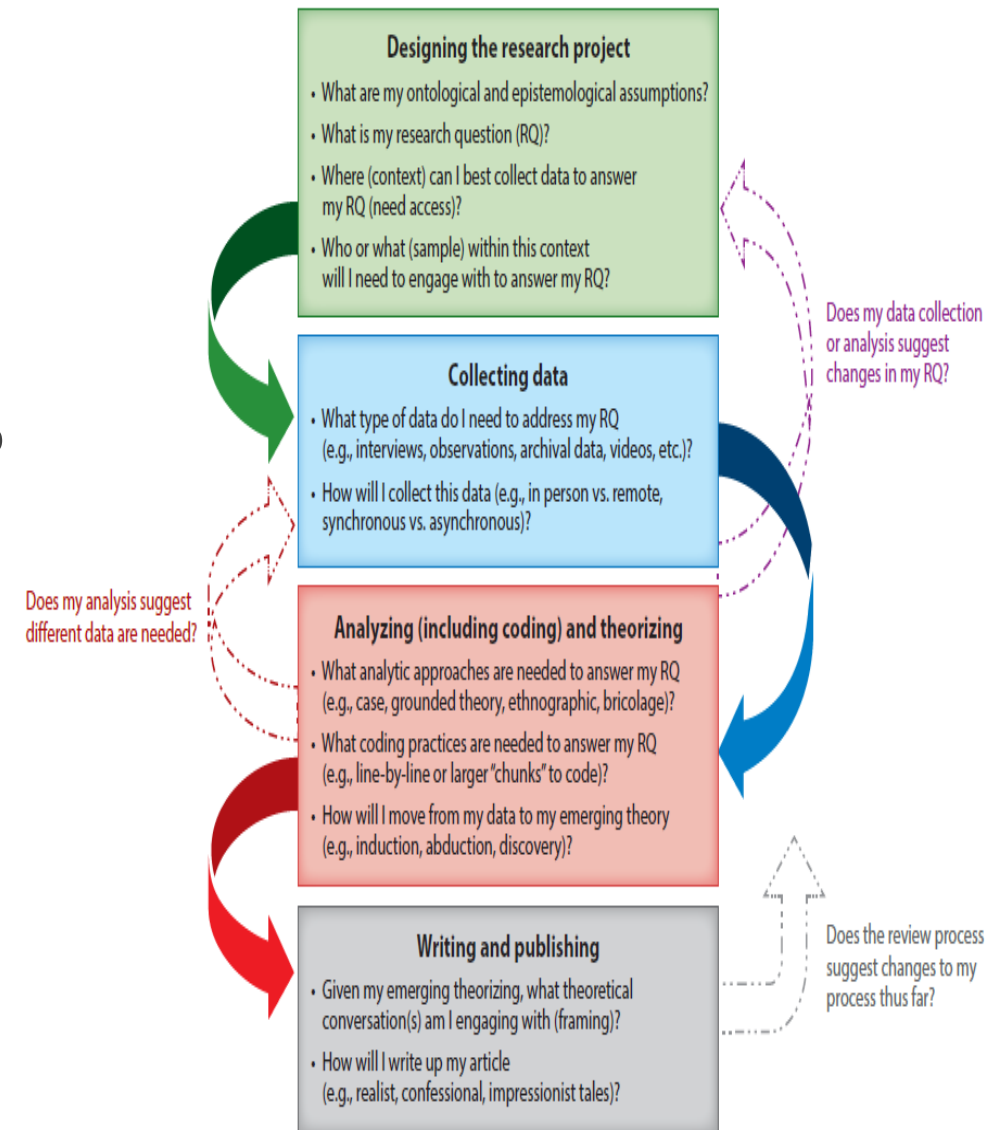 Designing the research project
• What are my ontological and epistemological assumptions?
• What is my research question (RQ)?
• Where (context) can I best collect data to answer
my RQ (need access)?
• Who or what (sample) within this context
will I need to engage with to answer my RQ?
Does my data collection
or analysis suggest
changes in my RQ?
Collecting data
• What type of data do I need to address my RQ
(e.g., interviews, observations, archival data, videos, etc.)?
• How will I collect this data (e.g., in person vs. remote,
synchronous vs. asynchronous)?
Does my analysis suggest
different data are needed?
Analyzing (including coding) and theorizing
• What analytic approaches are needed to answer my RQ
(e.g., case, grounded theory, ethnographic, bricolage)?
• What coding practices are needed to answer my RQ
(e.g., line-by-line or larger "chunks" to code)?
• How will I move from my data to my emerging theory
(e.g., induction, abduction, discovery)?
Writing and publishing
• Given my emerging theorizing, what theoretical
conversation(s) am I engaging with (framing)?
• How will I write up my article
(e.g., realist, confessional, impressionist tales)?
Does the review process
suggest changes to my
process thus far?